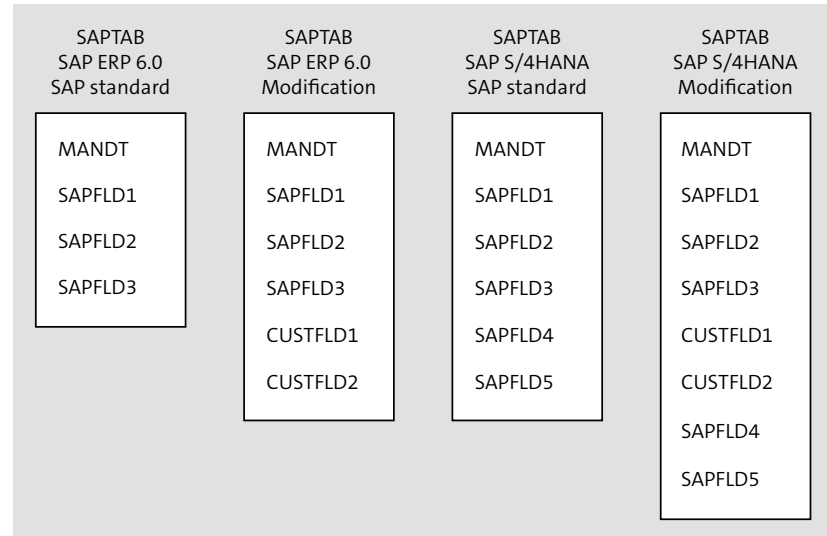 SAPTAB
SAP ERP 6.0
SAP standard
MANDT
SAPFLD1
SAPFLD2
SAPFLD3
SAPTAB
SAP ERP 6.0
Modification
MANDT
SAPFLD1
SAPFLD2
SAPFLD3
CUSTFLD1
CUSTFLD2
SAPTAB
SAP S/4HANA
SAP standard
MANDT
SAPFLD1
SAPFLD2
SAPFLD3
SAPFLD4
SAPFLD5
SAPTAB
SAP S/4HANA
Modification
MANDT
SAPFLD1
SAPFLD2
SAPFLD3
CUSTFLD1
CUSTFLD2
SAPFLD4
SAPFLD5